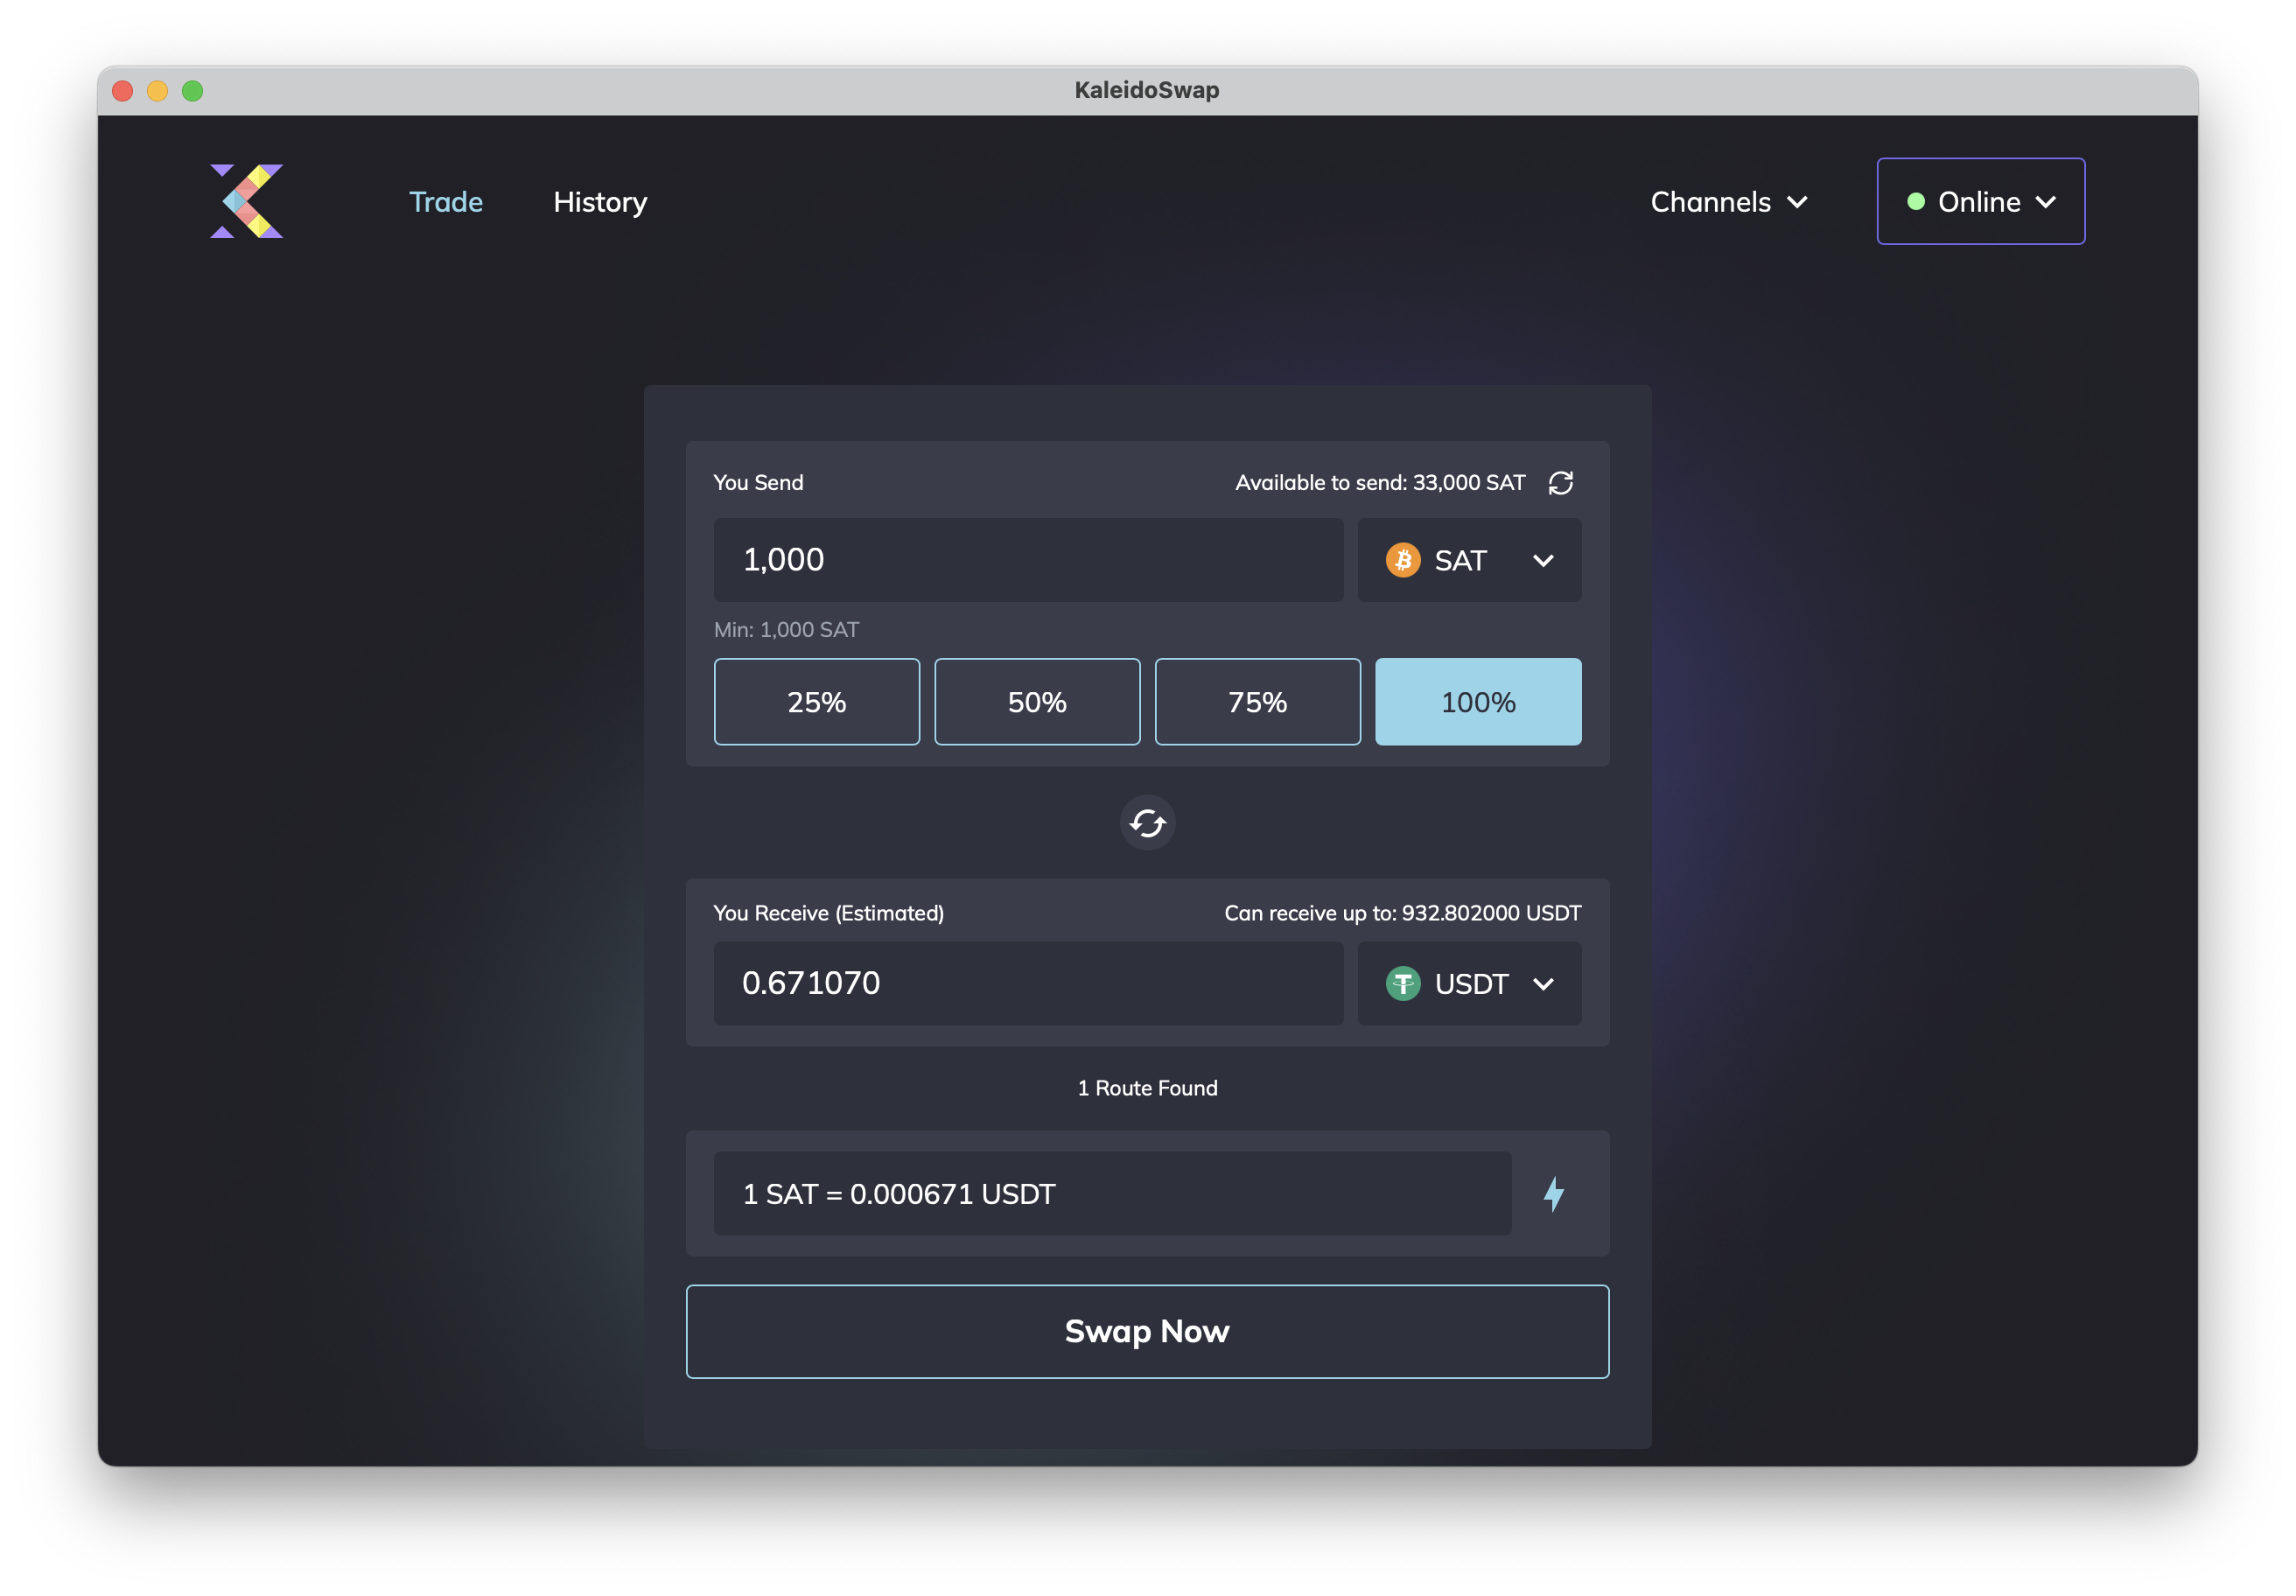 KaleidoSwap
Trade
History
Channels
Online
You Send
Available to send: 33,000 SAT
1,000
SAT
Min: 1,000 SAT
25%
50%
75%
100%
You Receive (Estimated)
Can receive up to: 932.802000 USDT
0.671070
USDT
1 Route Found
1 SAT = 0.000671 USDT
Swap Now